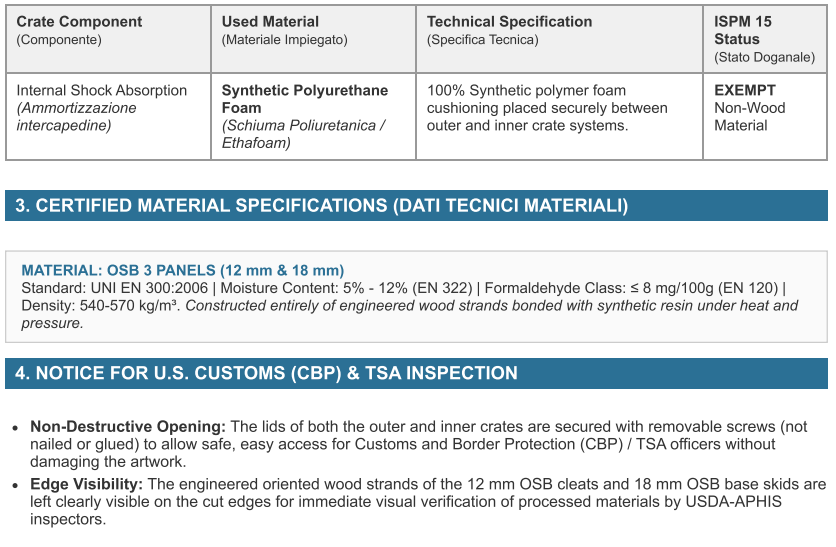 Crate Component
(Componente)
Used Material
(Materiale Impiegato)
Technical Specification
(Specifica Tecnica)
ISPM 15
Status
(Stato Doganale)
Internal Shock Absorption
(Ammortizzazione
intercapedine)
Synthetic Polyurethane
Foam
(Schiuma Poliuretanica /
Ethafoam)
100% Synthetic polymer foam
cushioning placed securely between
outer and inner crate systems.
EXEMPT
Non-Wood
Material
3. CERTIFIED MATERIAL SPECIFICATIONS (DATI TECNICI MATERIALI)
MATERIAL: OSB 3 PANELS (12 mm & 18 mm)
Standard: UNI EN 300:2006 | Moisture Content: 5% - 12% (EN 322) | Formaldehyde Class: ≤ 8 mg/100g (EN 120) |
Density: 540-570 kg/m³. Constructed entirely of engineered wood strands bonded with synthetic resin under heat and
pressure.
4. NOTICE FOR U.S. CUSTOMS (CBP) & TSA INSPECTION
• Non-Destructive Opening: The lids of both the outer and inner crates are secured with removable screws (not
nailed or glued) to allow safe, easy access for Customs and Border Protection (CBP) / TSA officers without
damaging the artwork.
• Edge Visibility: The engineered oriented wood strands of the 12 mm OSB cleats and 18 mm OSB base skids are
left clearly visible on the cut edges for immediate visual verification of processed materials by USDA-APHIS
inspectors.